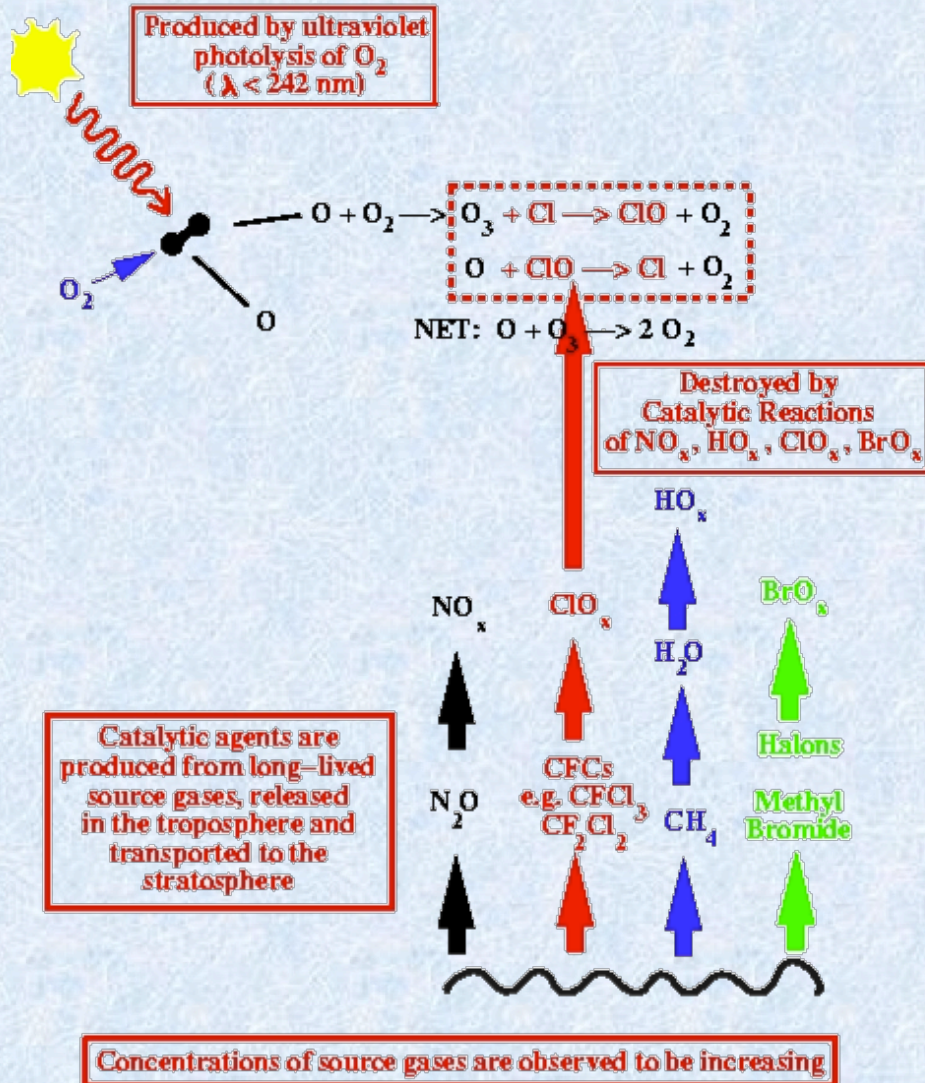 Produced by ultraviolet
photolysis of O₂
( λ < 242 nm)
O + O₂ —> O₃ + Cl —> ClO + O₂
O + ClO —> Cl + O₂
O₂
O
NET: O + O₃ —> 2 O₂
Destroyed by
Catalytic Reactions
of NOₓ, HOₓ, ClOₓ, BrOₓ
HOₓ
NOₓ
ClOₓ
BrOₓ
H₂O
Catalytic agents are
produced from long-lived
source gases, released
in the troposphere and
transported to the
stratosphere
N₂O
CFCs
e.g. CFCl₃
CF₂Cl₂
CH₄
Halons
Methyl
Bromide
Concentrations of source gases are observed to be increasing